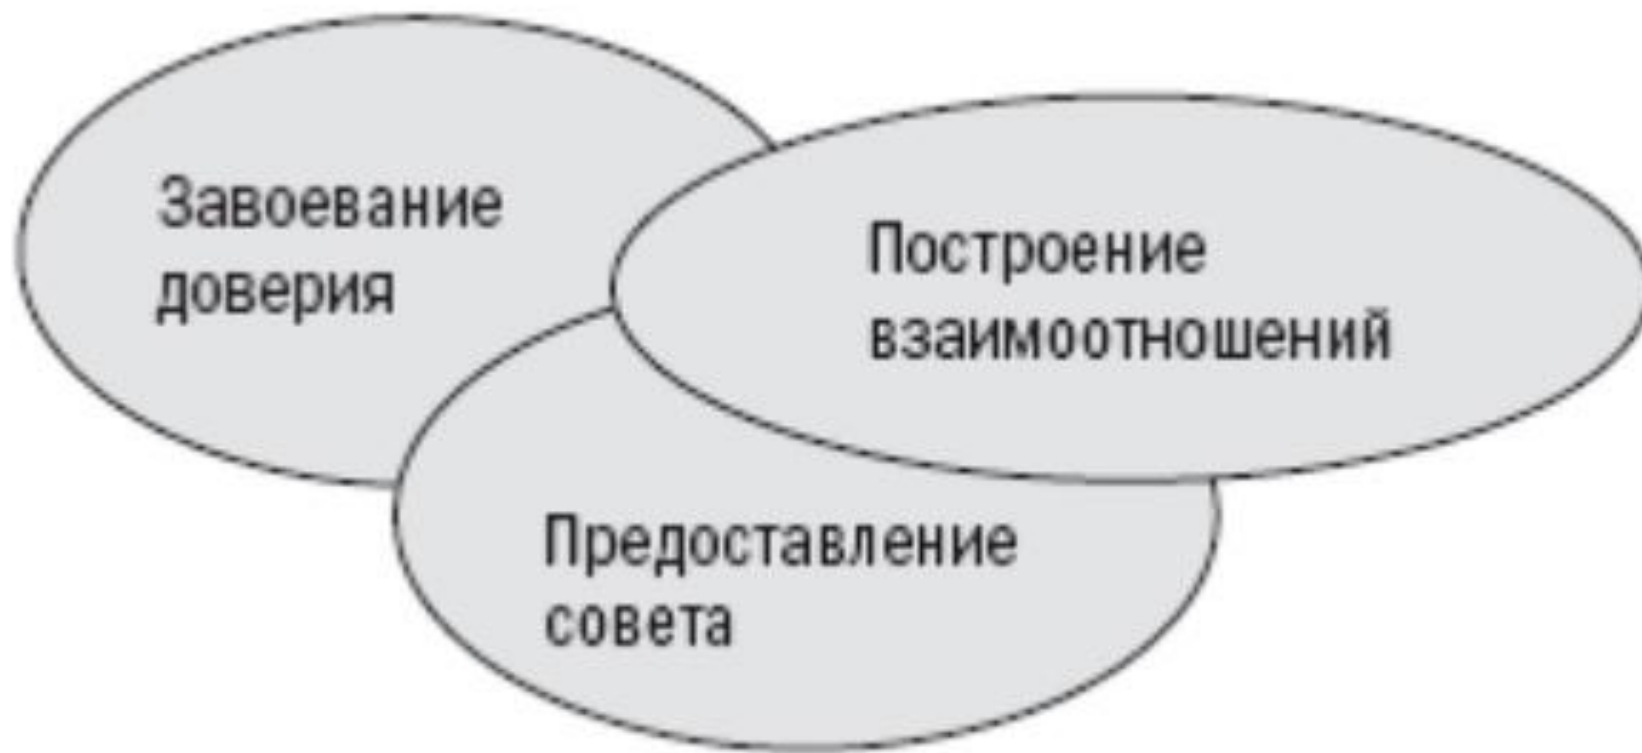 Завоевание
доверия
Построение
взаимоотношений
Предоставление
совета